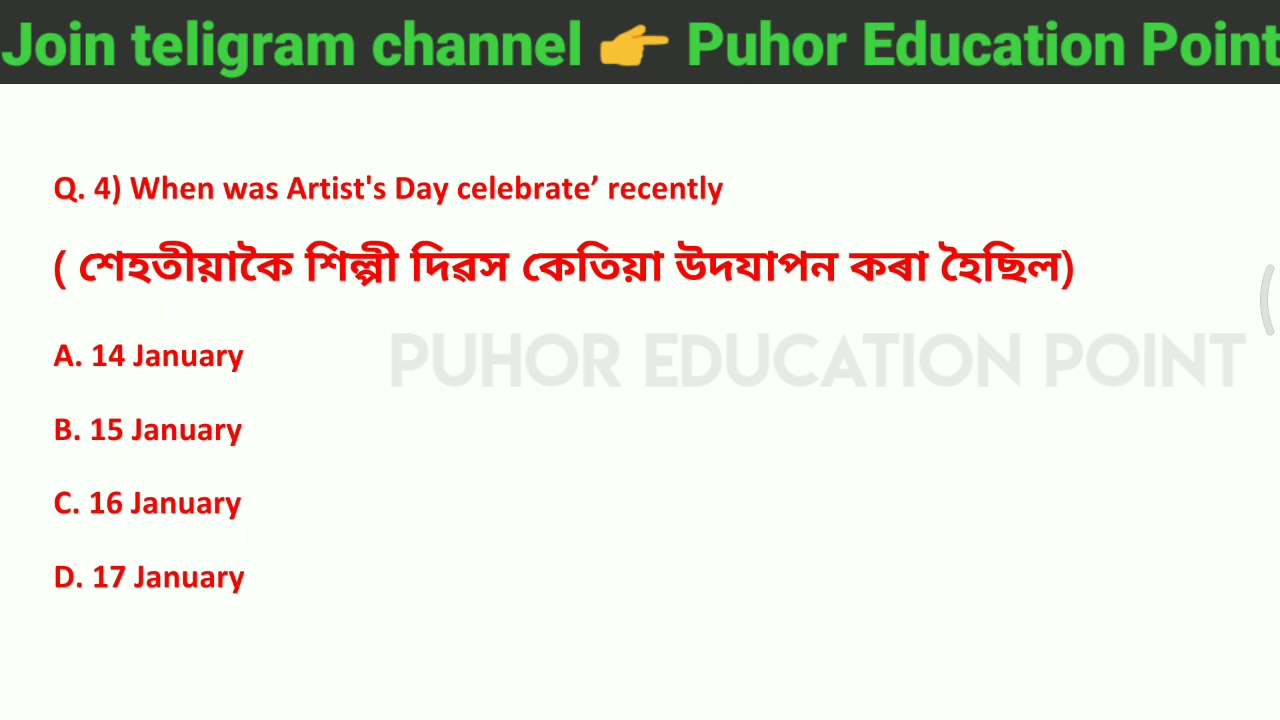 Join teligram channel 👉 Puhor Education Point
Q. 4) When was Artist's Day celebrate’ recently
( শেহতীয়াকৈ শিল্পী দিৱস কেতিয়া উদযাপন কৰা হৈছিল)
A. 14 January
PUHOR EDUCATION POINT
B. 15 January
C. 16 January
D. 17 January